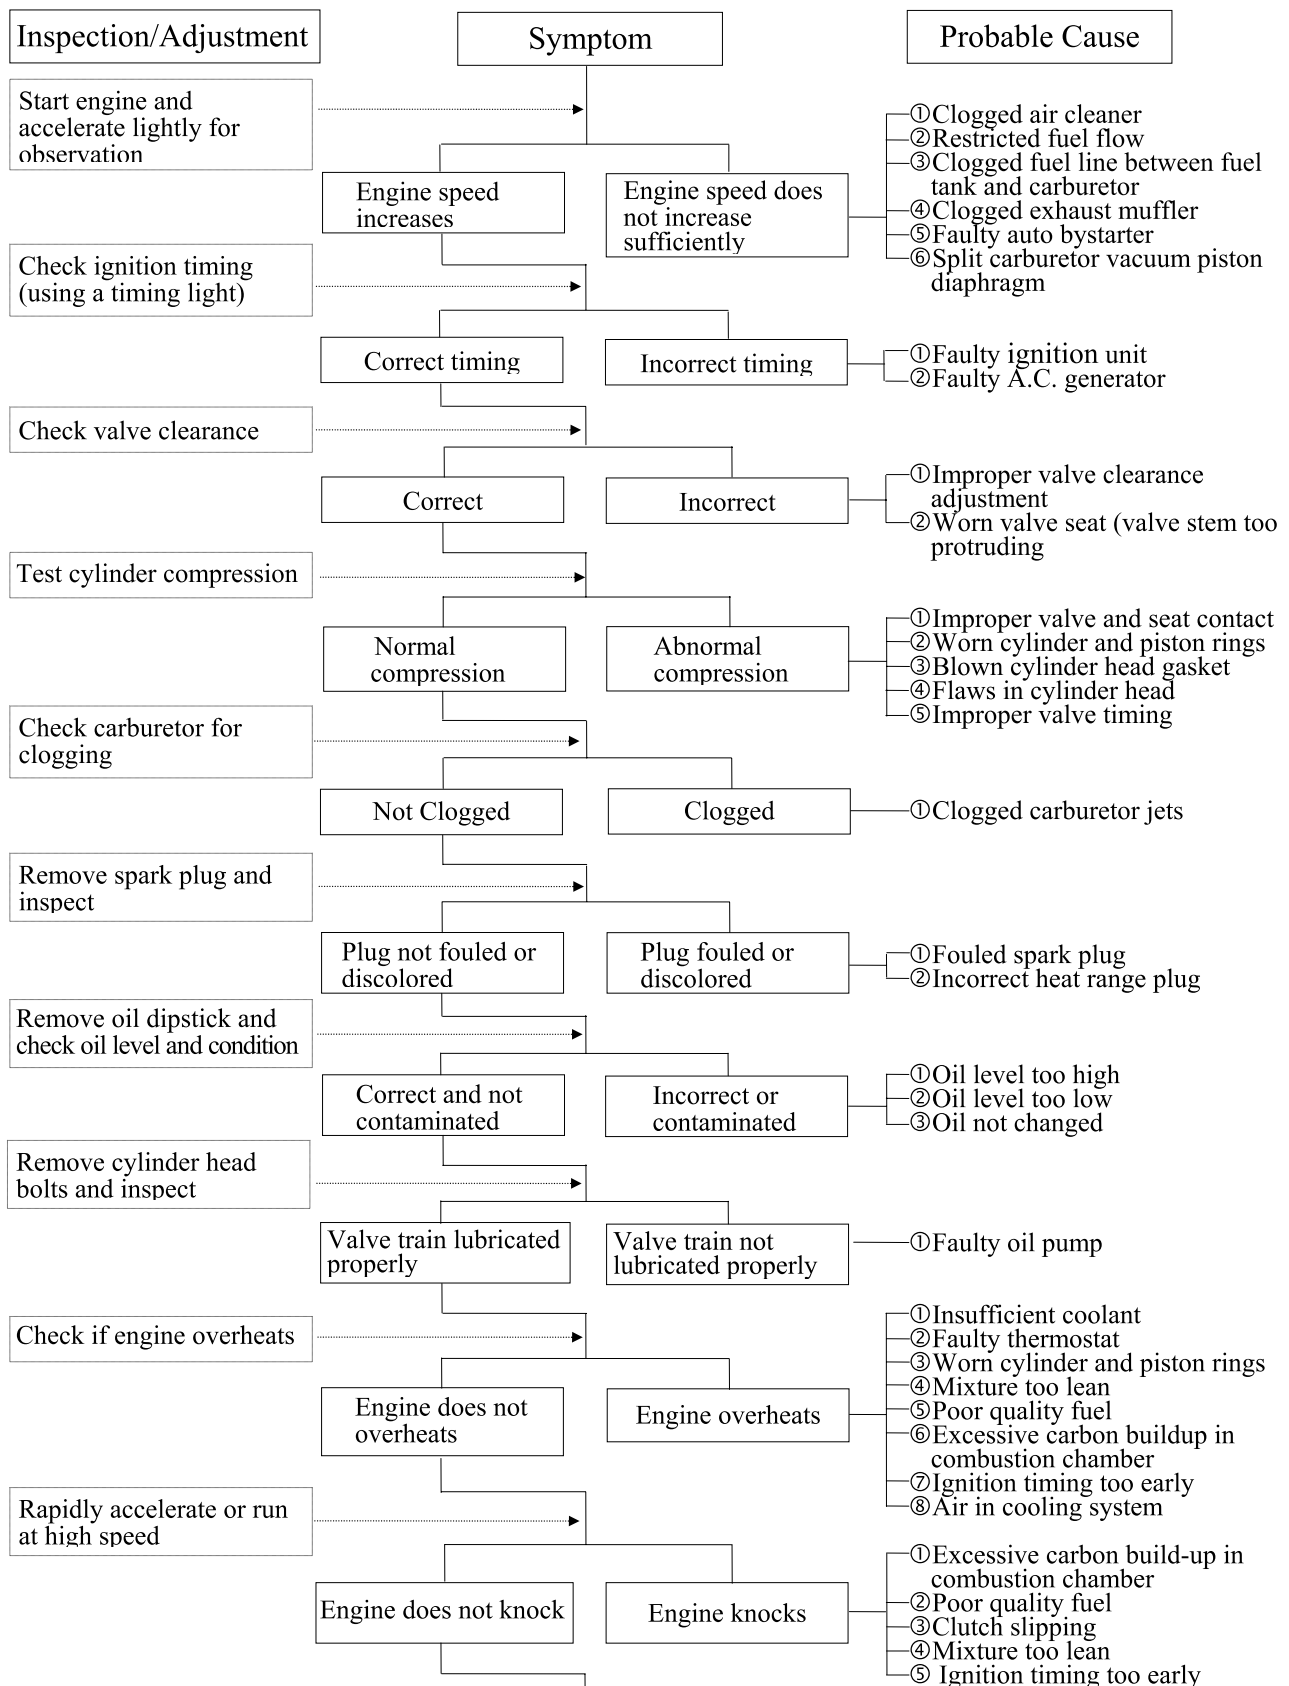 Inspection/Adjustment
Symptom
Probable Cause
Start engine and
accelerate lightly for
observation
Engine speed
increases
Engine speed does
not increase
sufficiently
①Clogged air cleaner
②Restricted fuel flow
③Clogged fuel line between fuel
tank and carburetor
④Clogged exhaust muffler
⑤Faulty auto bystarter
⑥Split carburetor vacuum piston
diaphragm
Check ignition timing
(using a timing light)
Correct timing
Incorrect timing
①Faulty ignition unit
②Faulty A.C. generator
Check valve clearance
Correct
Incorrect
①Improper valve clearance
adjustment
②Worn valve seat (valve stem too
protruding
Test cylinder compression
Normal
compression
Abnormal
compression
①Improper valve and seat contact
②Worn cylinder and piston rings
③Blown cylinder head gasket
④Flaws in cylinder head
⑤Improper valve timing
Check carburetor for
clogging
Not Clogged
Clogged
①Clogged carburetor jets
Remove spark plug and
inspect
Plug not fouled or
discolored
Plug fouled or
discolored
①Fouled spark plug
②Incorrect heat range plug
Remove oil dipstick and
check oil level and condition
Correct and not
contaminated
Incorrect or
contaminated
①Oil level too high
②Oil level too low
③Oil not changed
Remove cylinder head
bolts and inspect
Valve train lubricated
properly
Valve train not
lubricated properly
①Faulty oil pump
Check if engine overheats
Engine does not
overheats
Engine overheats
①Insufficient coolant
②Faulty thermostat
③Worn cylinder and piston rings
④Mixture too lean
⑤Poor quality fuel
⑥Excessive carbon buildup in
combustion chamber
⑦Ignition timing too early
⑧Air in cooling system
Rapidly accelerate or run
at high speed
Engine does not knock
Engine knocks
①Excessive carbon build-up in
combustion chamber
②Poor quality fuel
③Clutch slipping
④Mixture too lean
⑤ Ignition timing too early